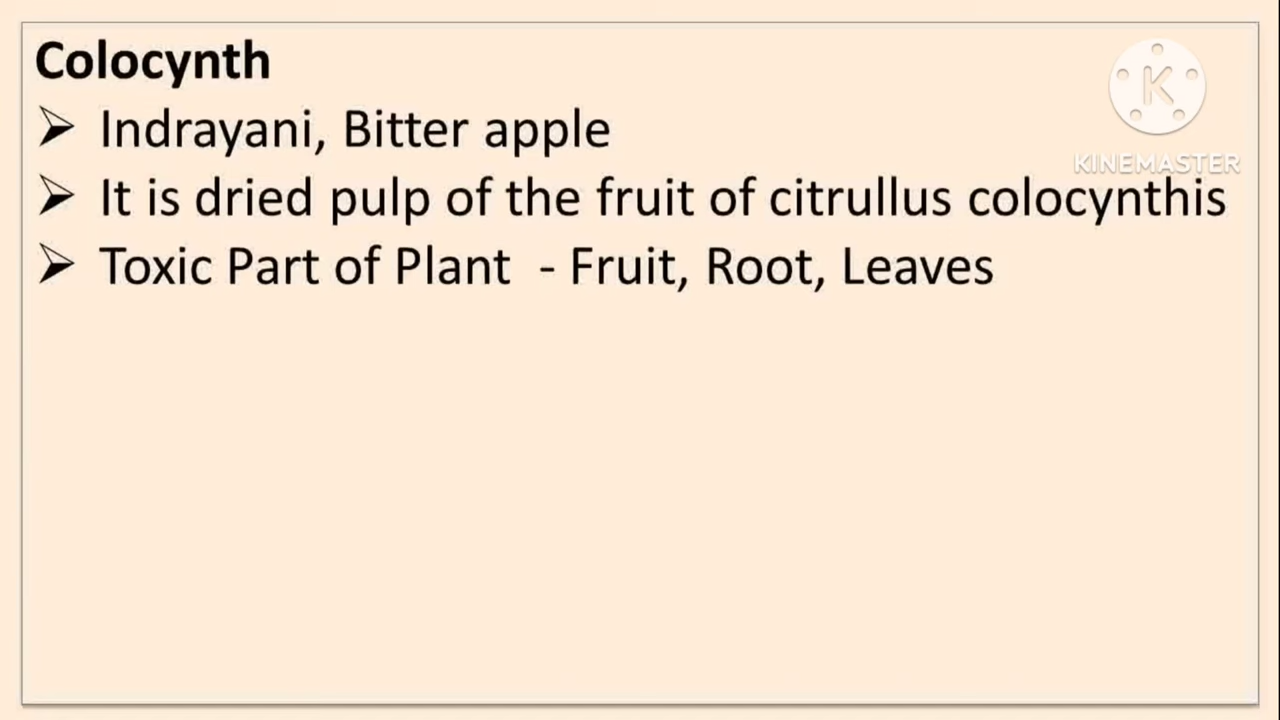 Colocynth
➢ Indrayani, Bitter apple
KINEMASTER
➢ It is dried pulp of the fruit of citrullus colocynthis
➢ Toxic Part of Plant - Fruit, Root, Leaves